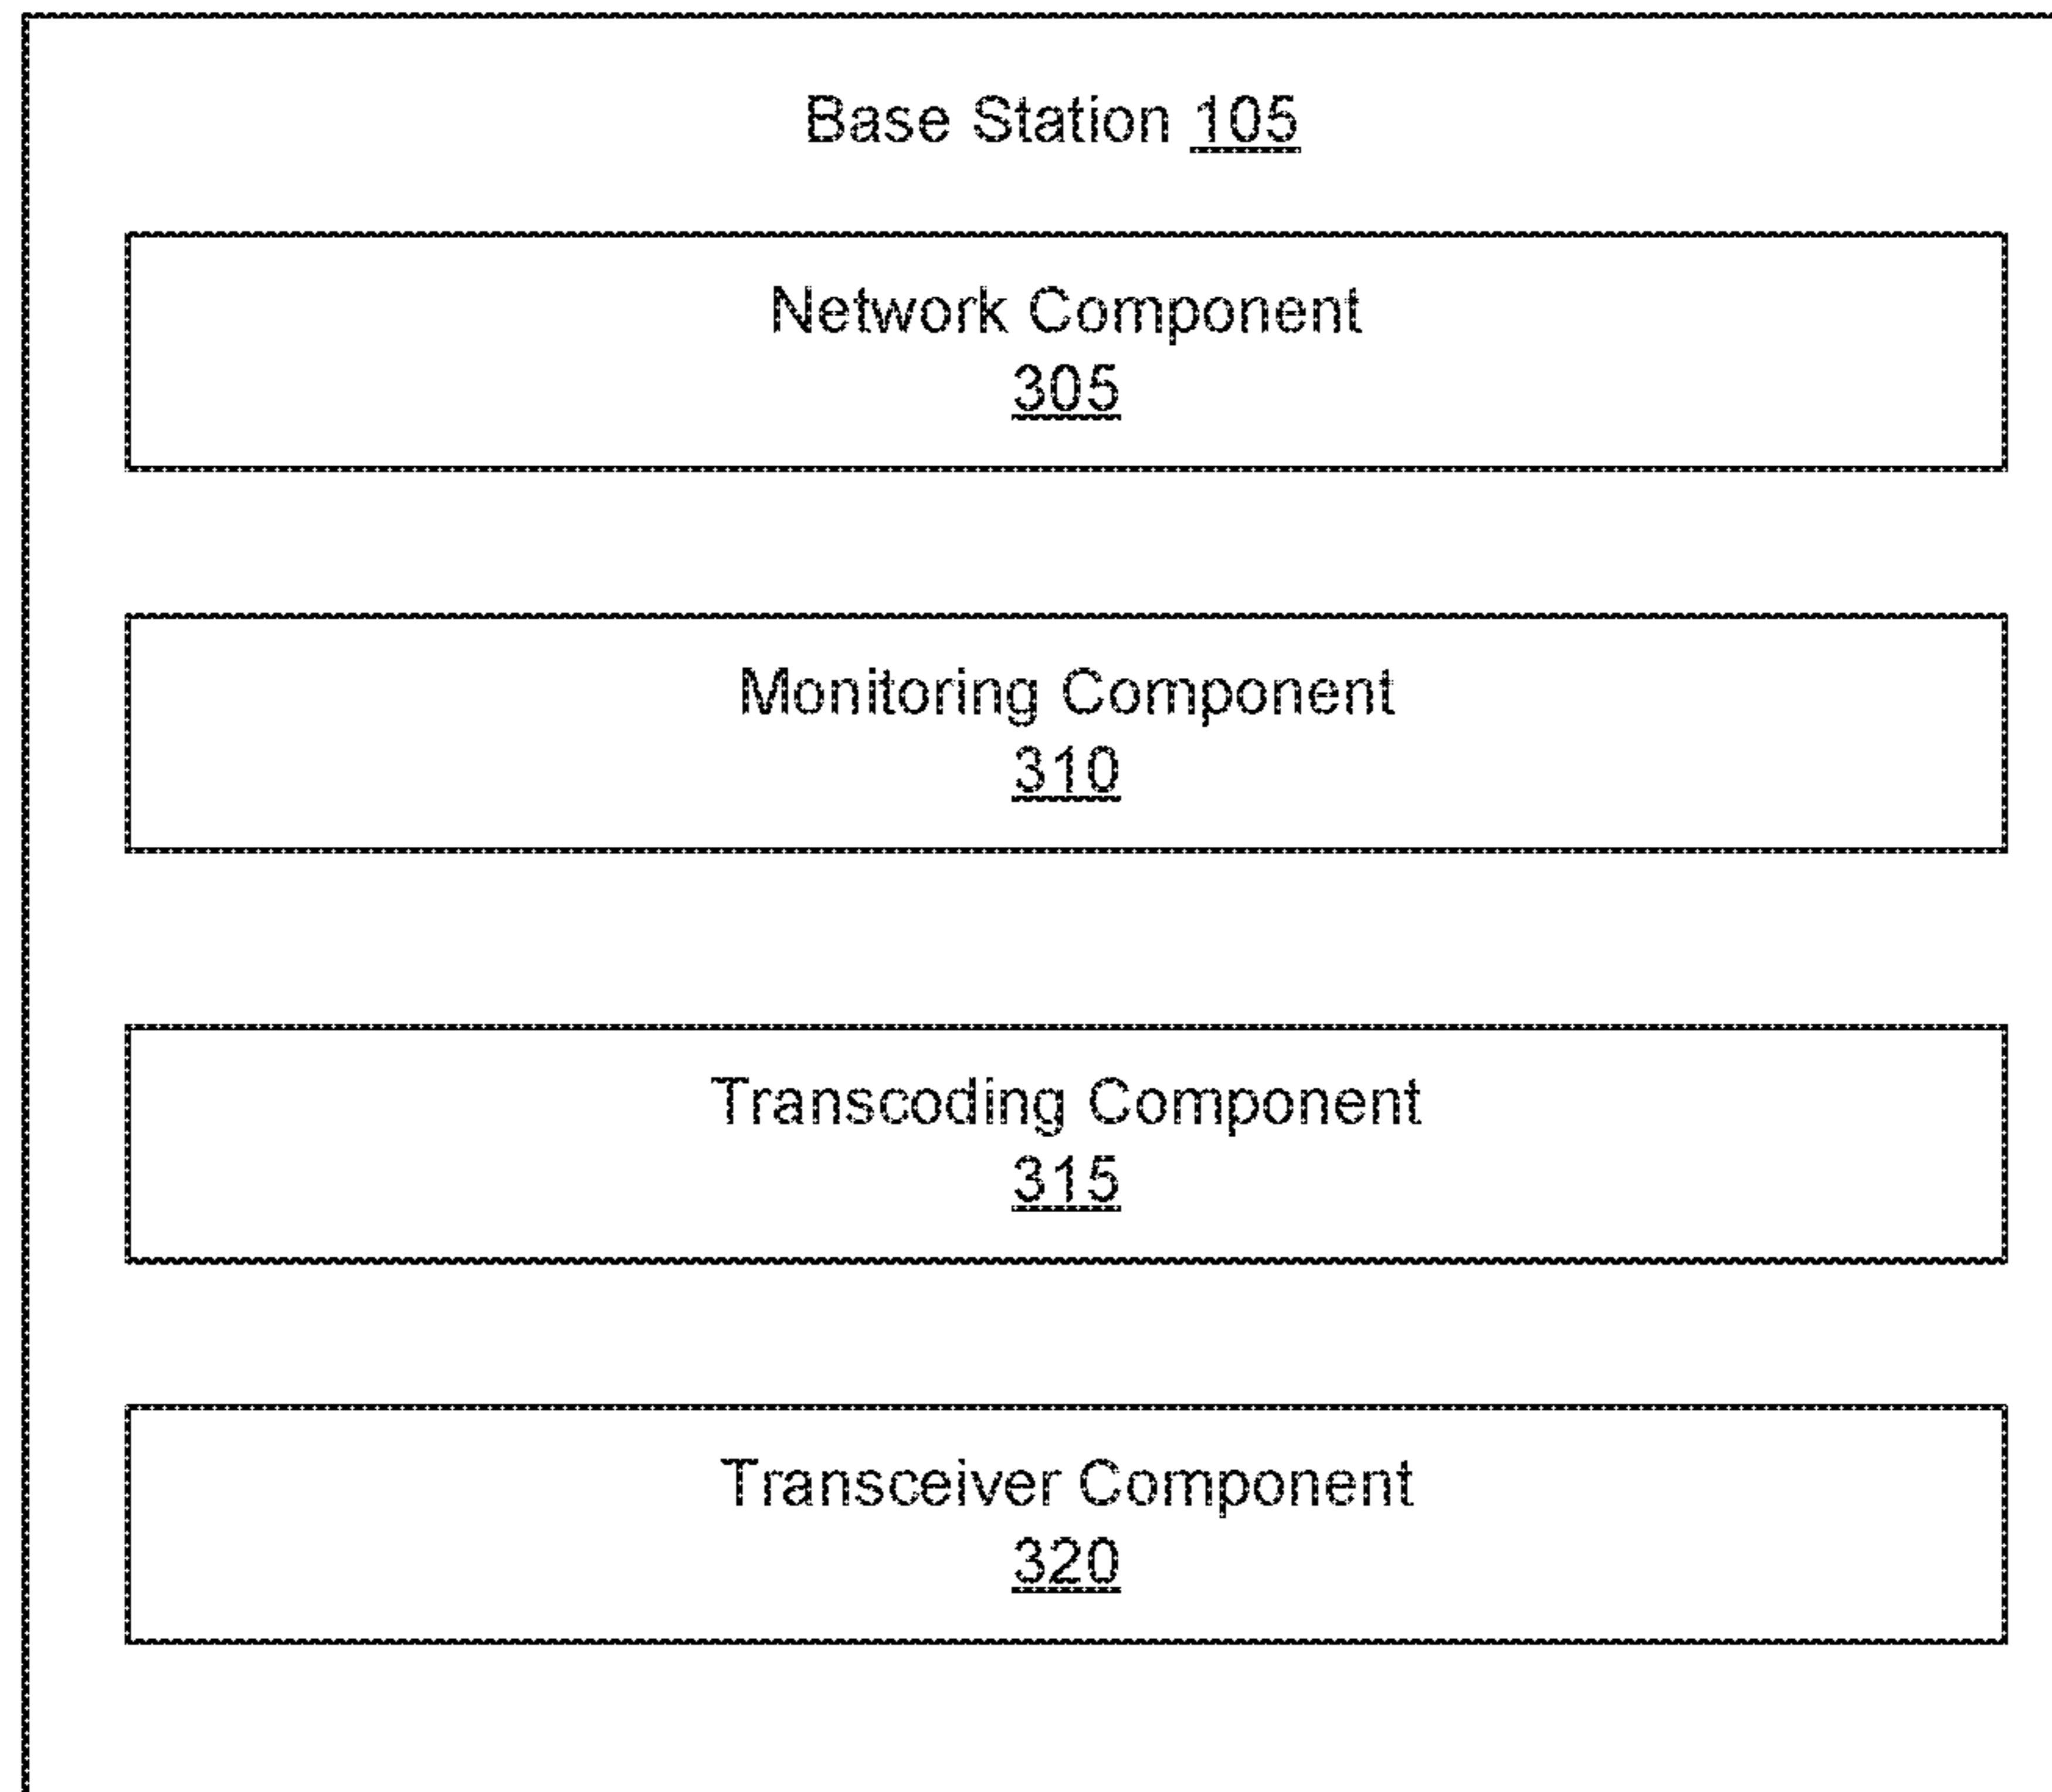 Base Station 105
Network Component
305
Monitoring Component
310
Transcoding Component
315
Transceiver Component
320